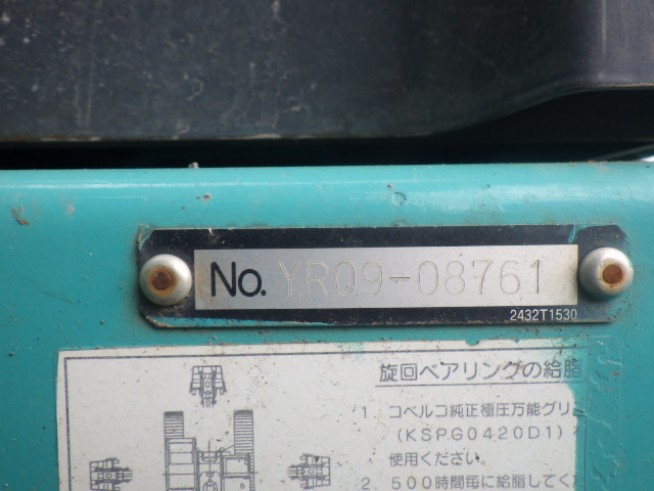 No. YR09-08761
2432T1530
旋回ベアリングの給脂
1. コベルコ純正極圧万能グリ
(KSPG0420D1)
使用ください。
2. 500時間毎に給脂してく